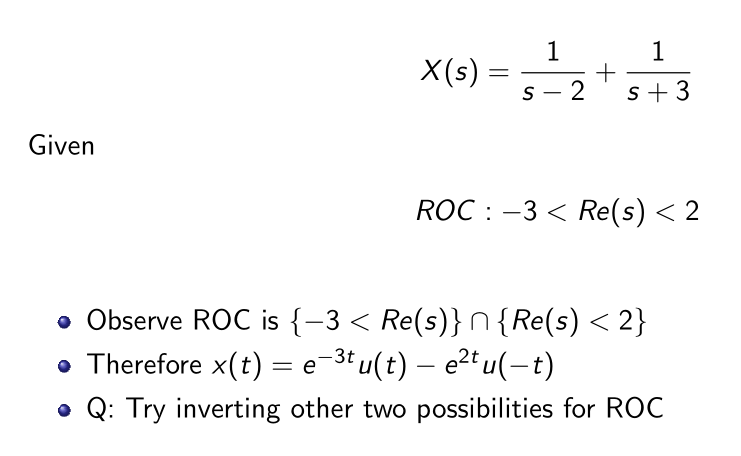 X(s) = \frac{1}{s-2} + \frac{1}{s+3}
Given
ROC : −3 < Re(s) < 2
Observe ROC is {−3 < Re(s)} ∩ {Re(s) < 2}
Therefore x(t) = e^{−3t}u(t) − e^{2t}u(−t)
Q: Try inverting other two possibilities for ROC